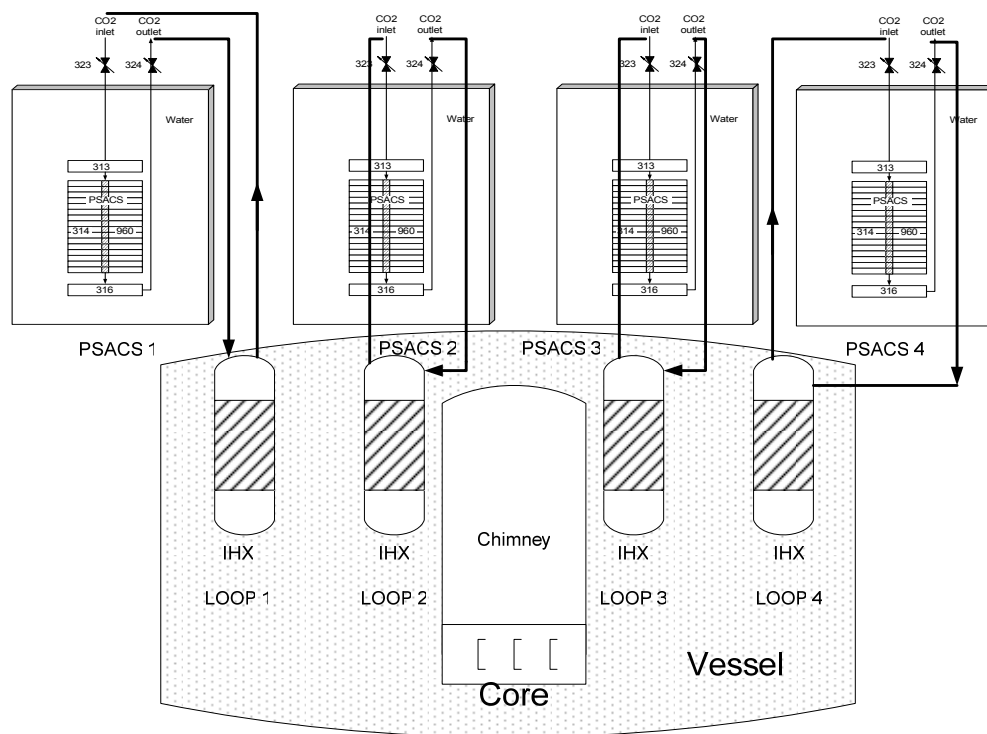 CO2
inlet
CO2
outlet
CO2
inlet
CO2
outlet
CO2
inlet
CO2
outlet
CO2
inlet
CO2
outlet
323
324
323
324
323
324
323
324
Water
Water
Water
Water
313
313
313
313
PSACS
PSACS
PSACS
PSACS
314
960
314
960
314
960
314
960
316
316
316
316
PSACS 1
PSACS 2
PSACS 3
PSACS 4
Chimney
IHX
IHX
IHX
IHX
LOOP 1
LOOP 2
LOOP 3
LOOP 4
Vessel
Core